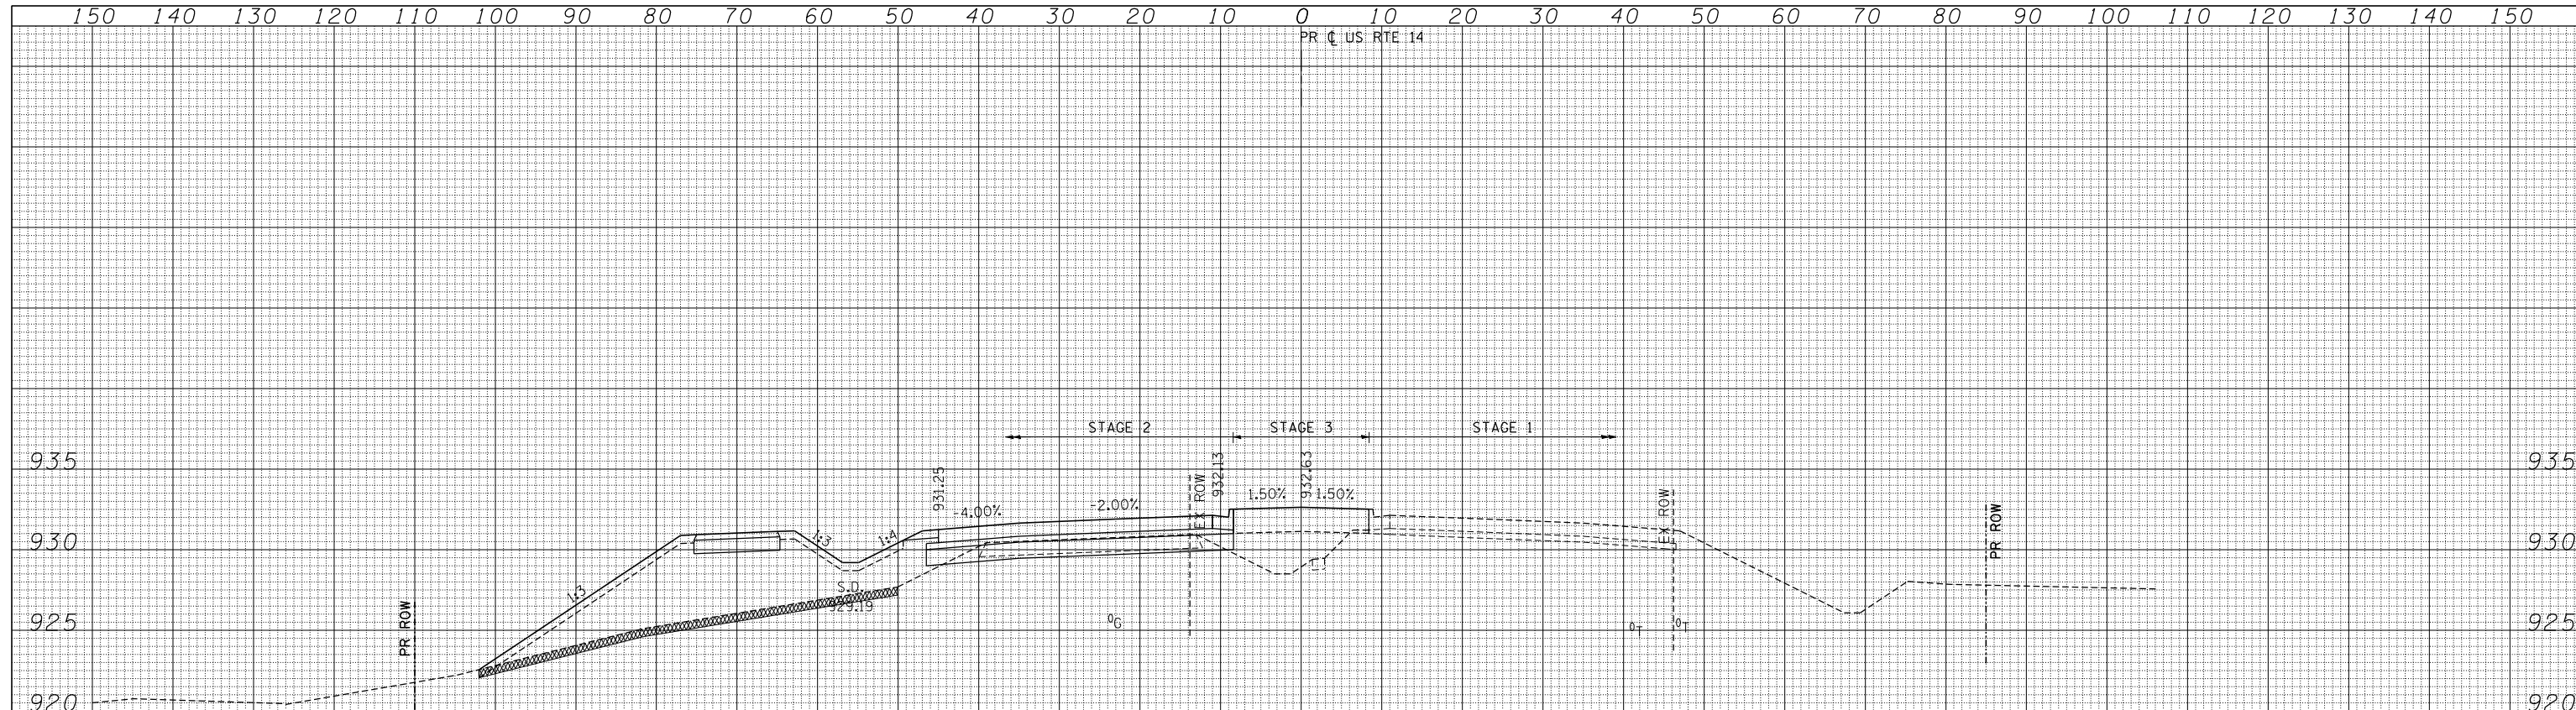 150 140 130 120 110 100 90 80 70 60 50 40 30 20 10 0 10 20 30 40 50 60 70 80 90 100 110 120 130 140 150
PR ℄ US RTE 14
STAGE 2 STAGE 3 STAGE 1
935 935
931.25
932.13
932.63
EX ROW
EX ROW
PR ROW
-4.00% -2.00% 1.50% 1.50%
1:3 1:4
930 930
1:3
S.D.
929.19
PR ROW
925 925
0G
0T
0T
920 920